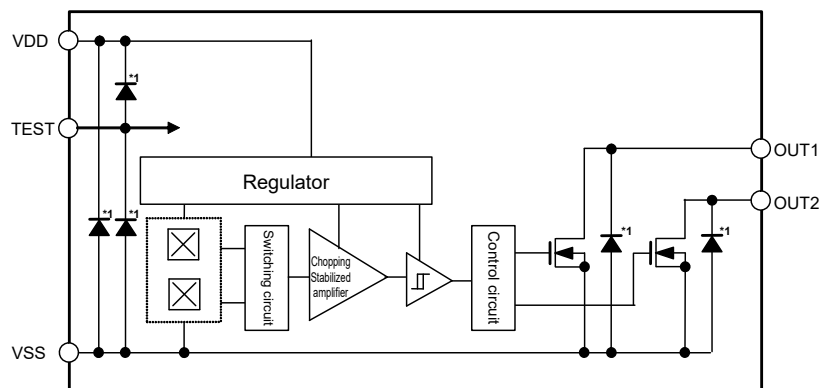 VDD
*1
TEST
OUT1
OUT2
Regulator
*1
*1
Switching circuit
Chopping
Stabilized
amplifier
Control circuit
*1
*1
VSS